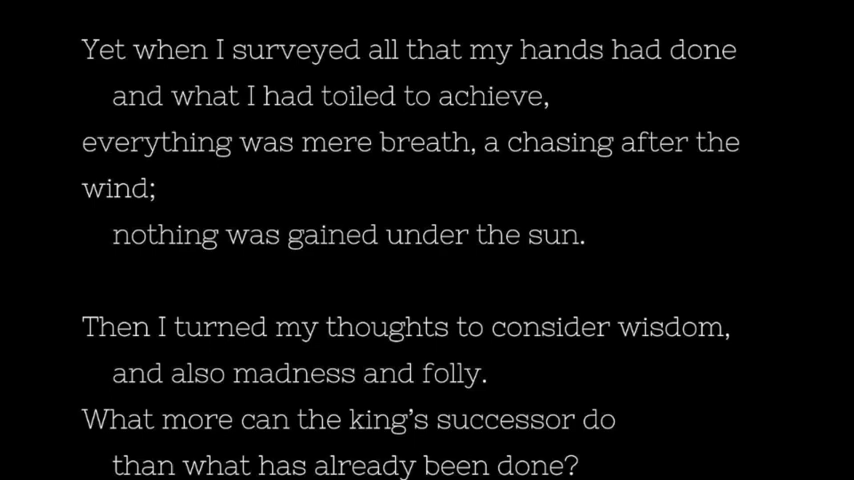 Yet when I surveyed all that my hands had done
and what I had toiled to achieve,
everything was mere breath, a chasing after the
wind;
nothing was gained under the sun.
Then I turned my thoughts to consider wisdom,
and also madness and folly.
What more can the king’s successor do
than what has already been done?